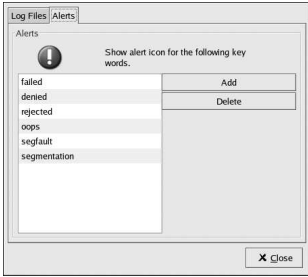 Log Files Alerts
Alerts
Show alert icon for the following key
words.
failed
denied
rejected
oops
segfault
segmentation
Add
Delete
Close